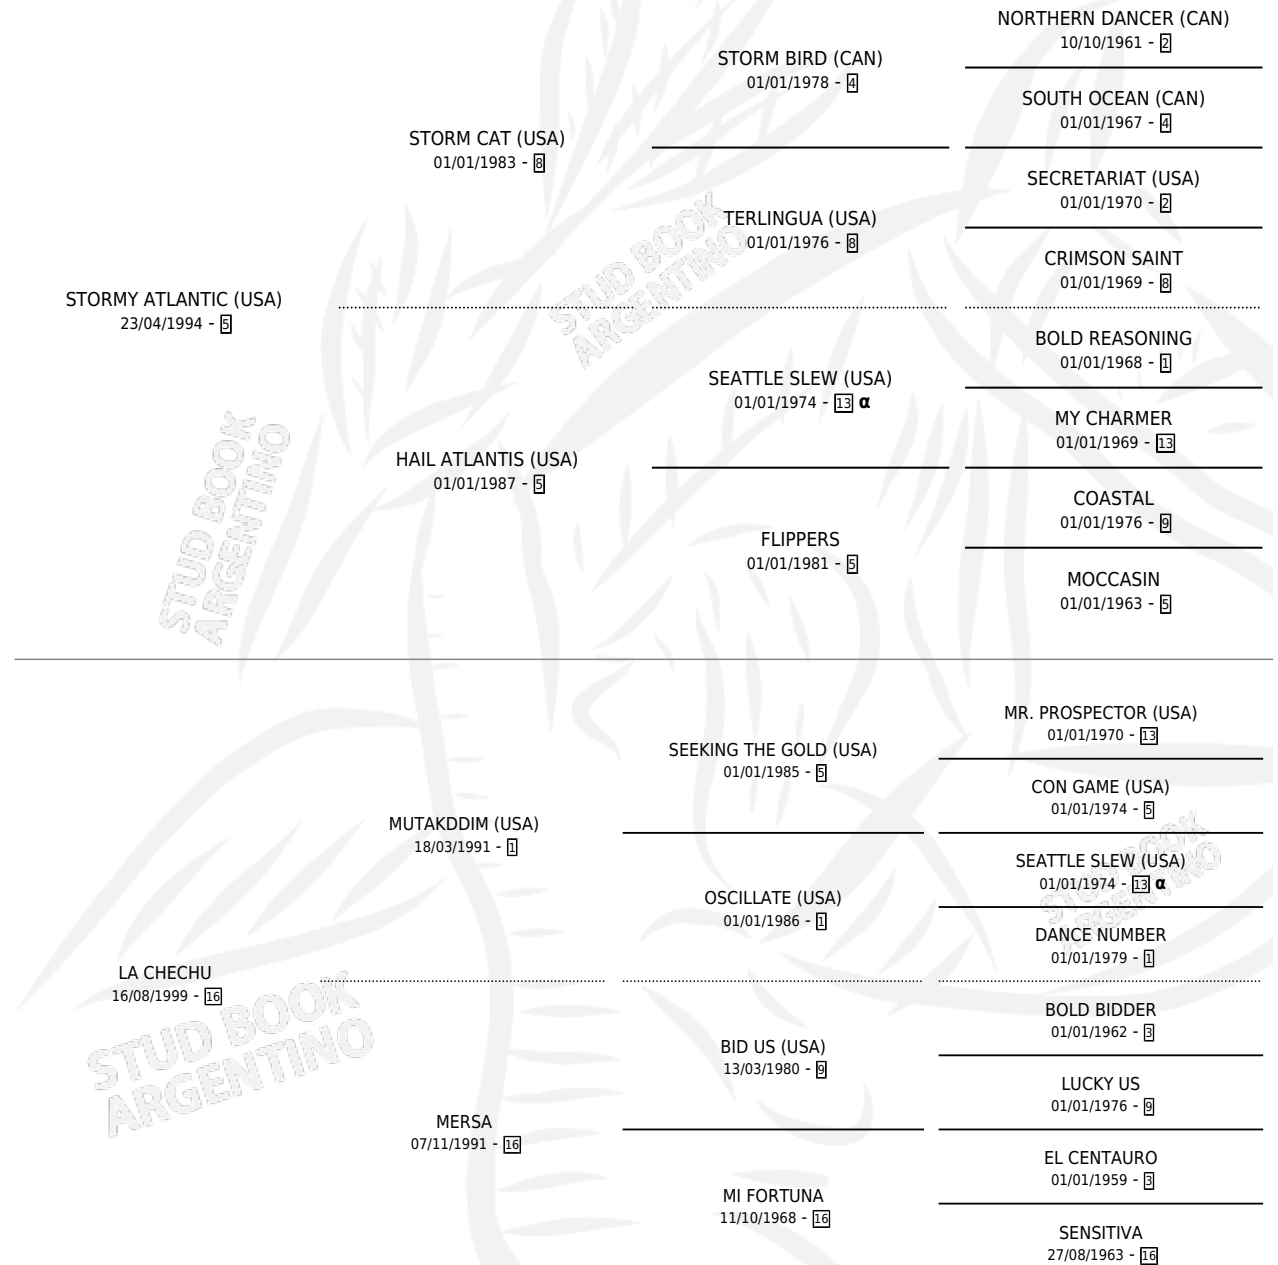 NORTHERN DANCER (CAN)
10/10/1961 - 2
STORM BIRD (CAN)
01/01/1978 - 4
SOUTH OCEAN (CAN)
01/01/1967 - 4
STORM CAT (USA)
01/01/1983 - 8
SECRETARIAT (USA)
01/01/1970 - 2
TERLINGUA (USA)
01/01/1976 - 8
CRIMSON SAINT
01/01/1969 - 8
STORMY ATLANTIC (USA)
23/04/1994 - 5
BOLD REASONING
01/01/1968 - 1
SEATTLE SLEW (USA)
01/01/1974 - 13 α
MY CHARMER
01/01/1969 - 13
HAIL ATLANTIS (USA)
01/01/1987 - 5
COASTAL
01/01/1976 - 9
FLIPPERS
01/01/1981 - 5
MOCCASIN
01/01/1963 - 5
MR. PROSPECTOR (USA)
01/01/1970 - 13
SEEKING THE GOLD (USA)
01/01/1985 - 5
CON GAME (USA)
01/01/1974 - 5
MUTAKDDIM (USA)
18/03/1991 - 1
SEATTLE SLEW (USA)
01/01/1974 - 13 α
OSCILLATE (USA)
01/01/1986 - 1
DANCE NUMBER
01/01/1979 - 1
LA CHECHU
16/08/1999 - 16
BOLD BIDDER
01/01/1962 - 3
BID US (USA)
13/03/1980 - 9
LUCKY US
01/01/1976 - 9
MERSA
07/11/1991 - 16
EL CENTAURO
01/01/1959 - 3
MI FORTUNA
11/10/1968 - 16
SENSITIVA
27/08/1963 - 16
STUD BOOK
ARGENTINO
STUD BOOK
ARGENTINO
STUD BOOK
ARGENTINO
STUD BOOK
ARGENTINO